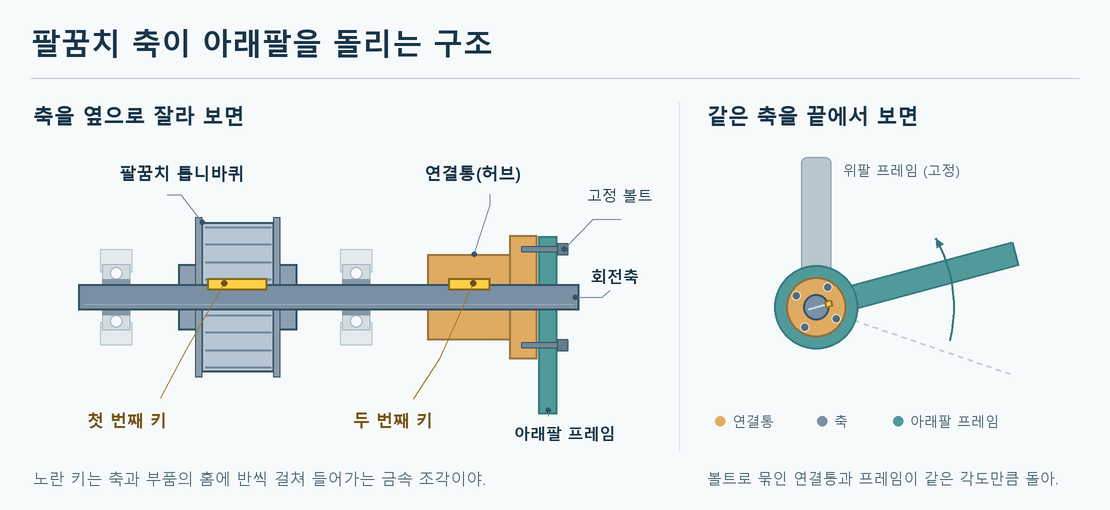 팔꿈치 축이 아래팔을 돌리는 구조
축을 옆으로 잘라 보면
팔꿈치 톱니바퀴
연결통(허브)
고정 볼트
회전축
첫 번째 키
두 번째 키
아래팔 프레임
노란 키는 축과 부품의 홈에 반씩 걸쳐 들어가는 금속 조각이야.
같은 축을 끝에서 보면
위팔 프레임 (고정)
연결통
축
아래팔 프레임
볼트로 묶인 연결통과 프레임이 같은 각도만큼 돌아.